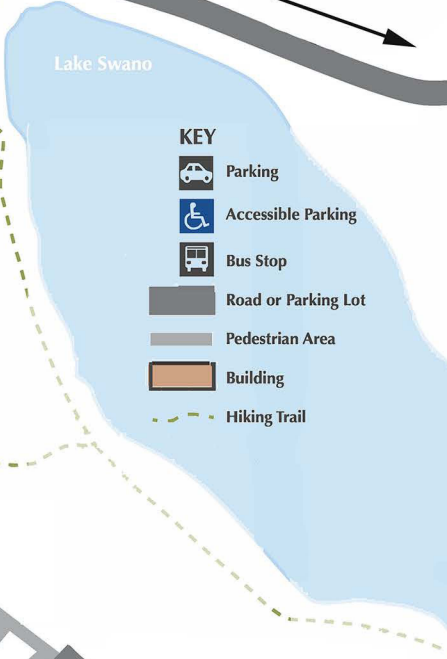 Lake Swano
KEY
Parking
Accessible Parking
Bus Stop
Road or Parking Lot
Pedestrian Area
Building
Hiking Trail